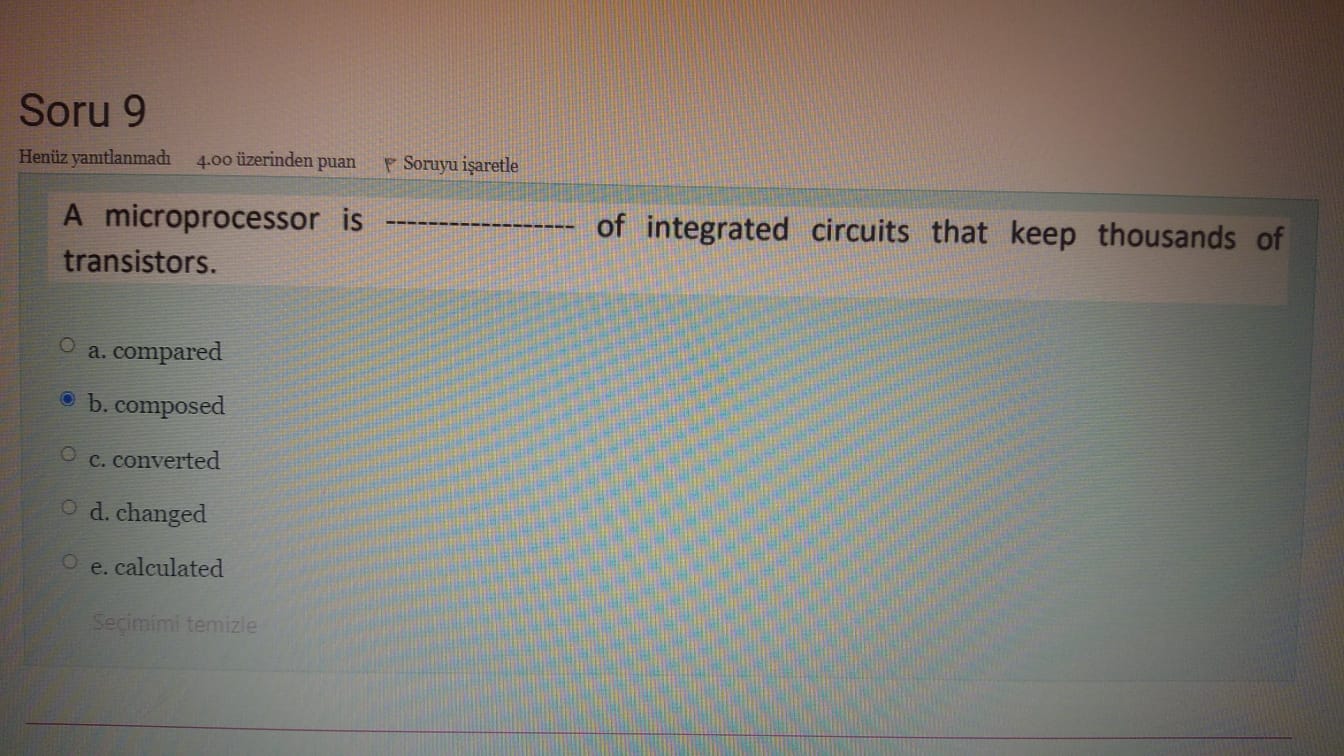 Soru 9
Henüz yanıtlanmadı 4.00 üzerinden puan Soruyu işaretle
A microprocessor is ------------------ of integrated circuits that keep thousands of
transistors.
a. compared
b. composed
c. converted
d. changed
e. calculated
Seçimimi temizle